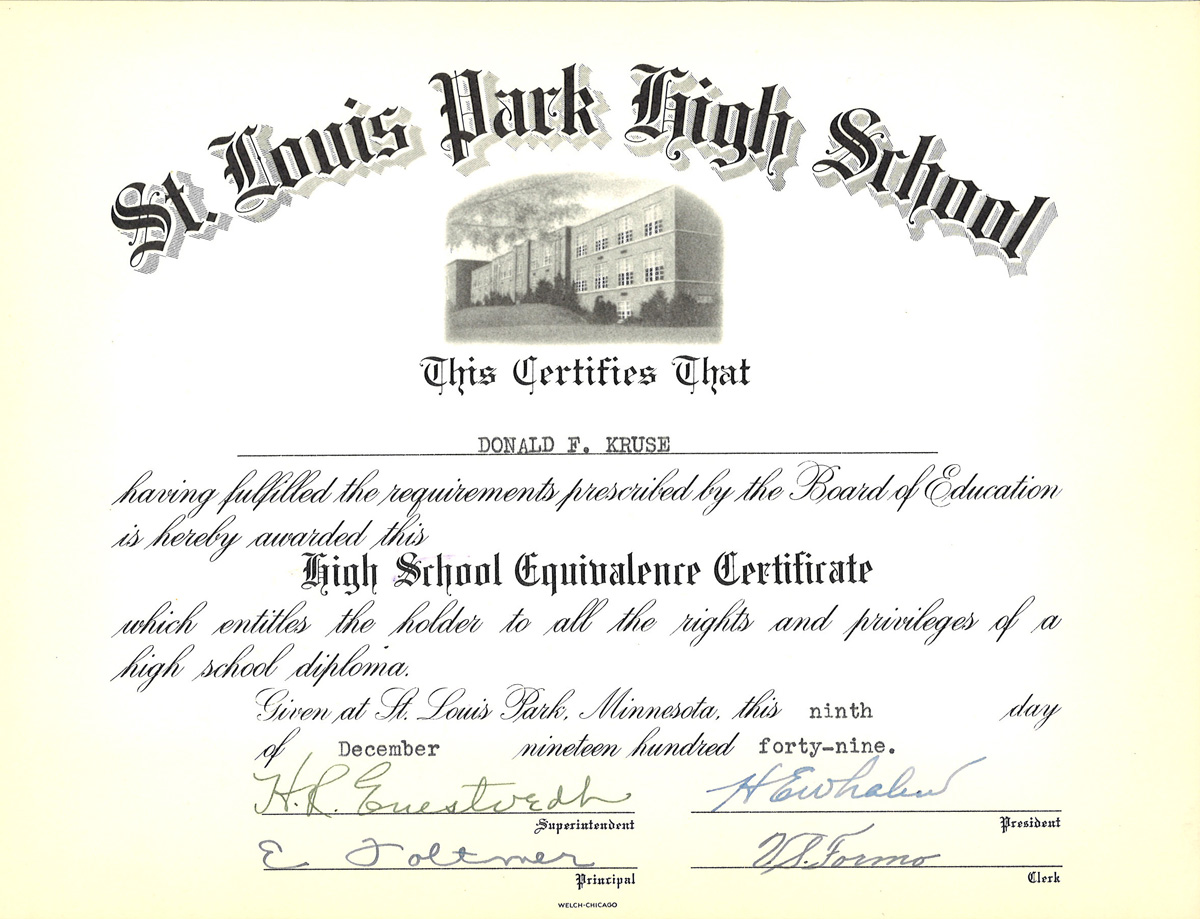 St. Louis Park High School
This Certifies That
DONALD F. KRUSE
having fulfilled the requirements prescribed by the Board of Education
is hereby awarded this
High School Equivalence Certificate
which entitles the holder to all the rights and privileges of a
high school diploma.
Given at St. Louis Park, Minnesota, this ninth day
of December nineteen hundred forty-nine.
H. R. Enestvedt H E Whalen
Superintendent President
E Foltmer
Principal Clerk
WELCH-CHICAGO